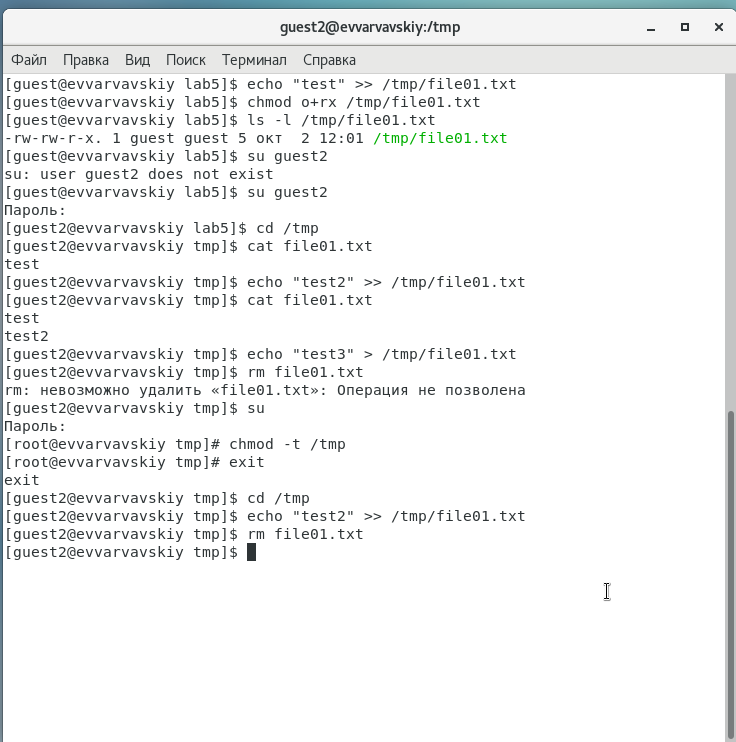 guest2@evvarvavskiy:/tmp
Файл Правка Вид Поиск Терминал Справка
[guest@evvarvavskiy lab5]$ echo "test" >> /tmp/file01.txt
[guest@evvarvavskiy lab5]$ chmod o+rx /tmp/file01.txt
[guest@evvarvavskiy lab5]$ ls -l /tmp/file01.txt
-rw-rw-r-x. 1 guest guest 5 окт  2 12:01 /tmp/file01.txt
[guest@evvarvavskiy lab5]$ su guest2
su: user guest2 does not exist
[guest@evvarvavskiy lab5]$ su guest2
Пароль:
[guest2@evvarvavskiy lab5]$ cd /tmp
[guest2@evvarvavskiy tmp]$ cat file01.txt
test
[guest2@evvarvavskiy tmp]$ echo "test2" >> /tmp/file01.txt
[guest2@evvarvavskiy tmp]$ cat file01.txt
test
test2
[guest2@evvarvavskiy tmp]$ echo "test3" > /tmp/file01.txt
[guest2@evvarvavskiy tmp]$ rm file01.txt
rm: невозможно удалить «file01.txt»: Операция не позволена
[guest2@evvarvavskiy tmp]$ su
Пароль:
[root@evvarvavskiy tmp]# chmod -t /tmp
[root@evvarvavskiy tmp]# exit
exit
[guest2@evvarvavskiy tmp]$ cd /tmp
[guest2@evvarvavskiy tmp]$ echo "test2" >> /tmp/file01.txt
[guest2@evvarvavskiy tmp]$ rm file01.txt
[guest2@evvarvavskiy tmp]$